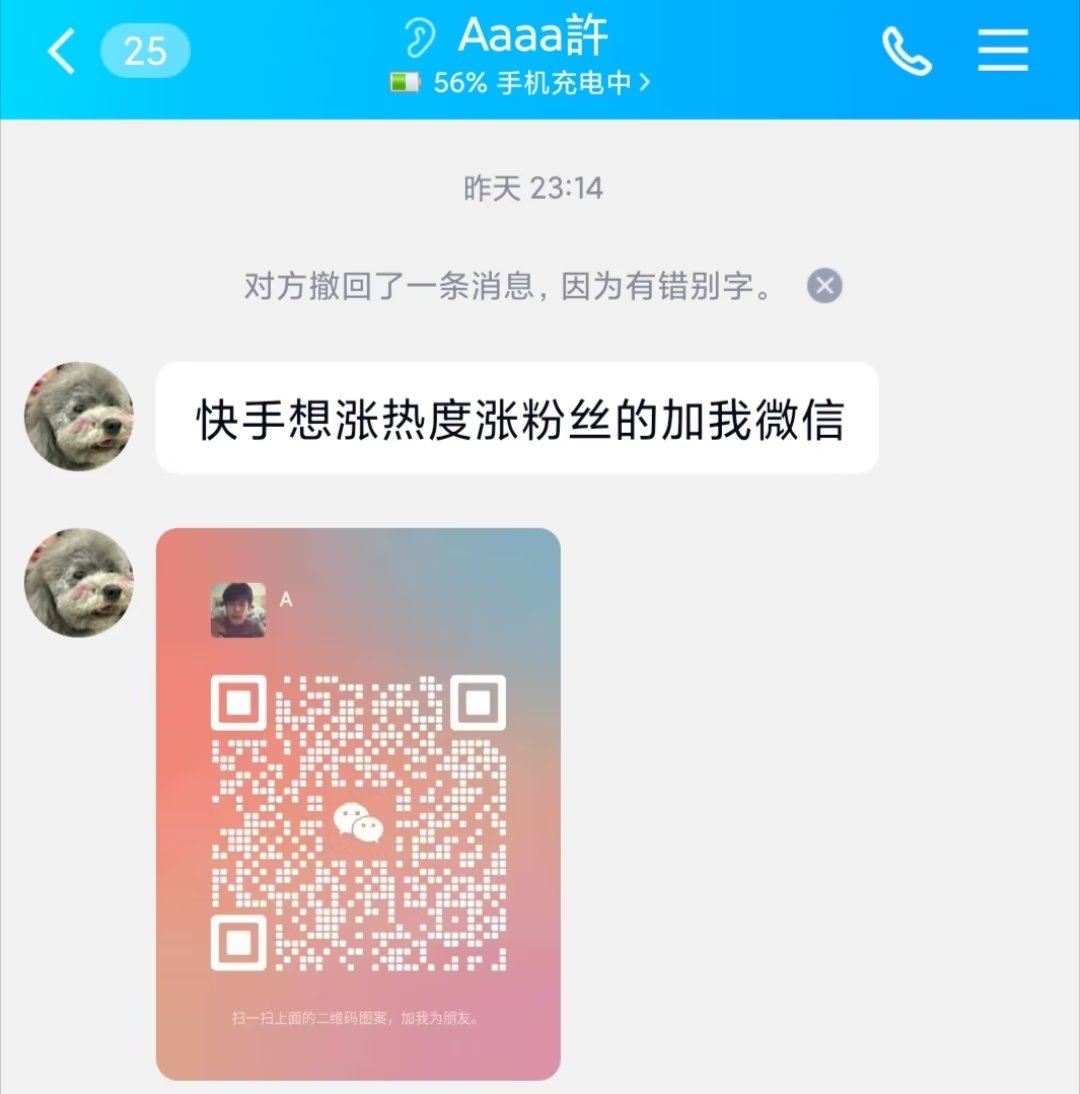 25
Aaaa許
56% 手机充电中
昨天 23:14
对方撤回了一条消息，因为有错别字。
快手想涨热度涨粉丝的加我微信
A
扫一扫上面的二维码图案，加我为朋友。